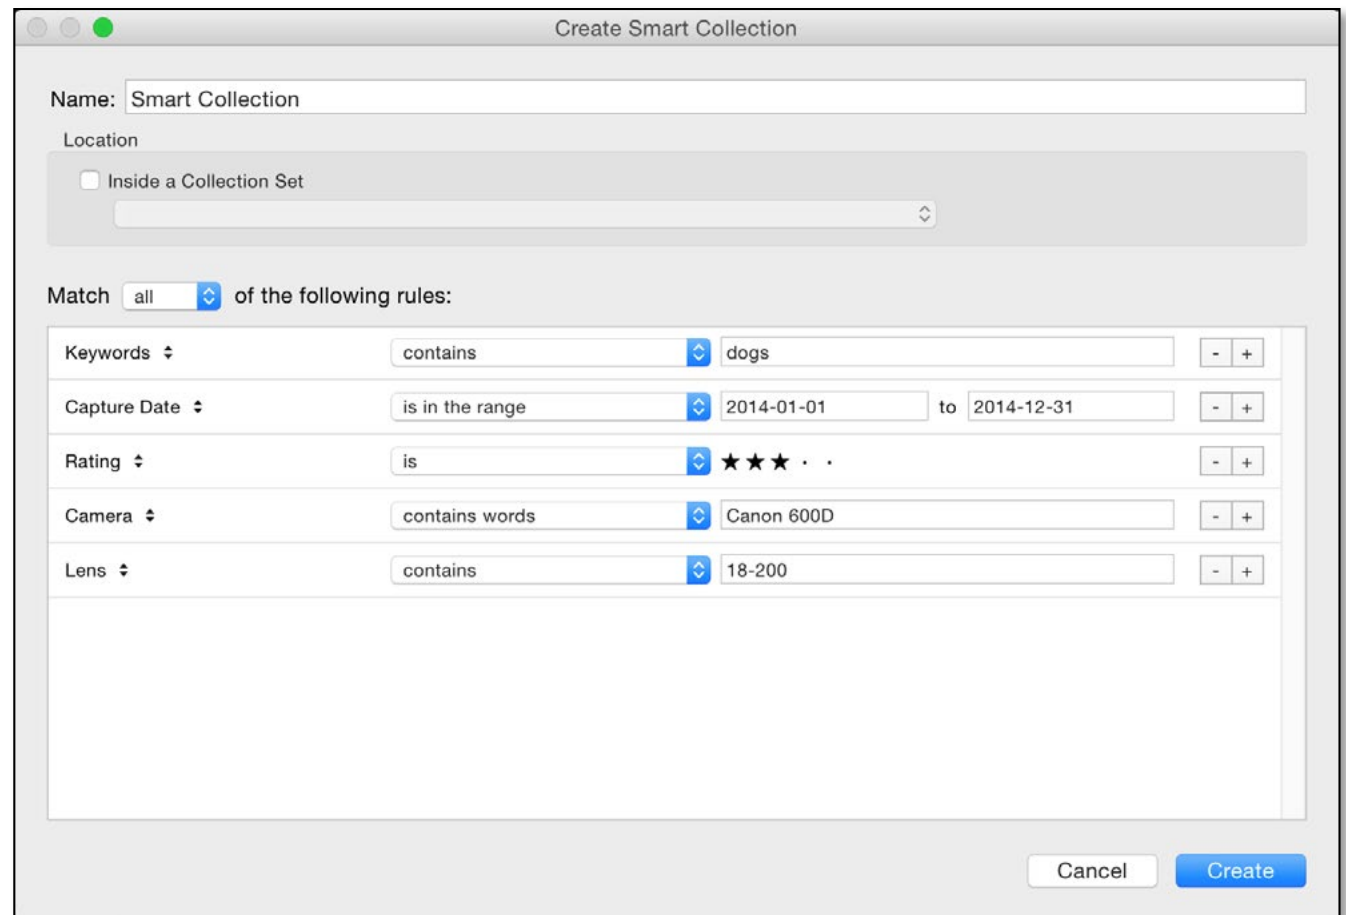 Create Smart Collection
Name: Smart Collection
Location
Inside a Collection Set
Match all of the following rules:
Keywords contains dogs - +
Capture Date is in the range 2014-01-01 to 2014-12-31 - +
Rating is ★★★ · · - +
Camera contains words Canon 600D - +
Lens contains 18-200 - +
Cancel Create